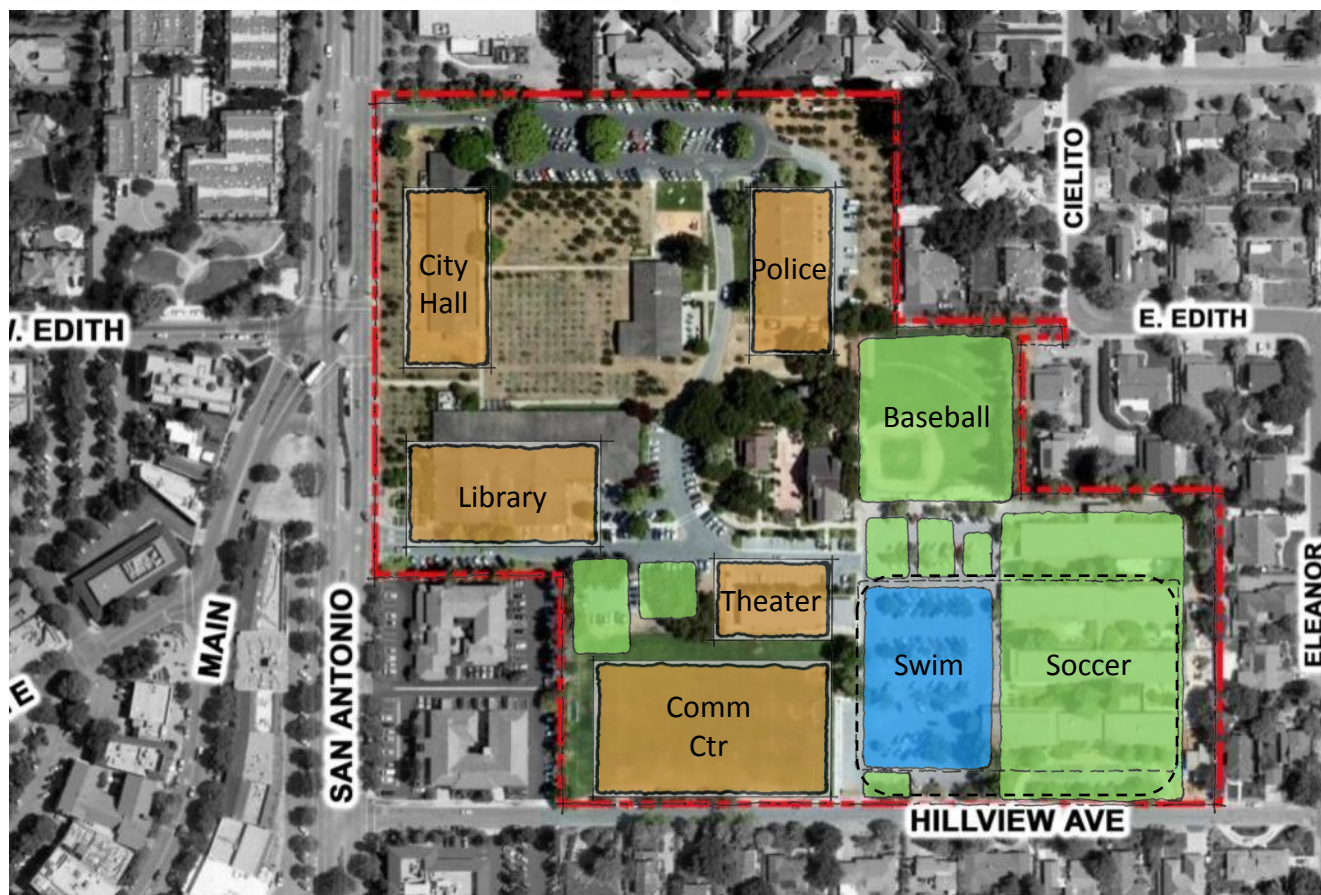 City
Hall
Police
CIELITO
V. EDITH
E. EDITH
Baseball
Library
MAIN
SAN ANTONIO
Theater
ELEANOR
Swim
Soccer
E
Comm
Ctr
HILLVIEW AVE